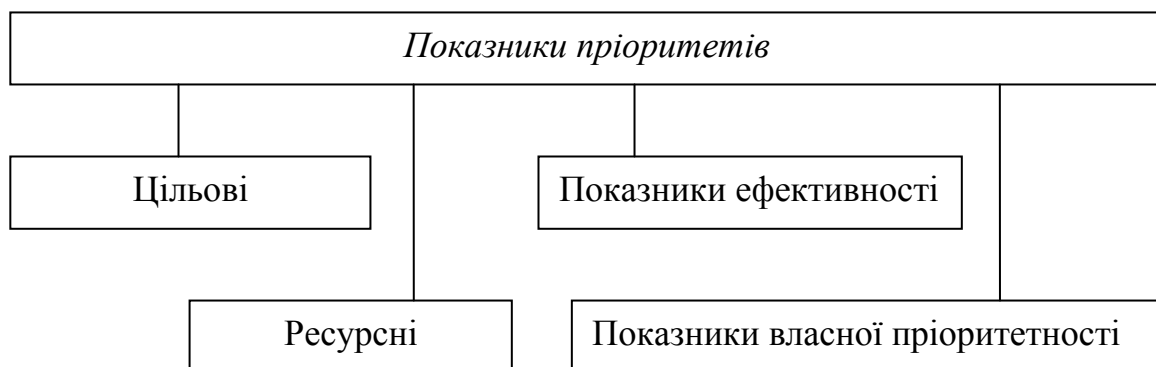 Показники пріоритетів
Цільові
Показники ефективності
Ресурсні
Показники власної пріоритетності